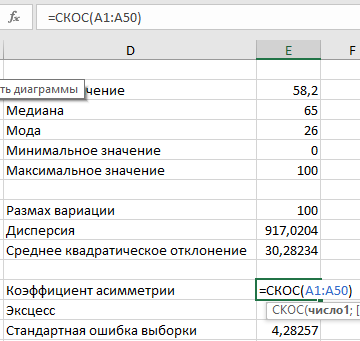 fx =СКОС(A1:A50)
D E F
ть диаграммы чение 58,2
Медиана 65
Мода 26
Минимальное значение 0
Максимальное значение 100
Размах вариации 100
Дисперсия 917,0204
Среднее квадратическое отклонение 30,28234
Коэффициент асимметрии =СКОС(A1:A50)
Эксцесс СКОС(число1; [
Стандартная ошибка выборки 4,28257